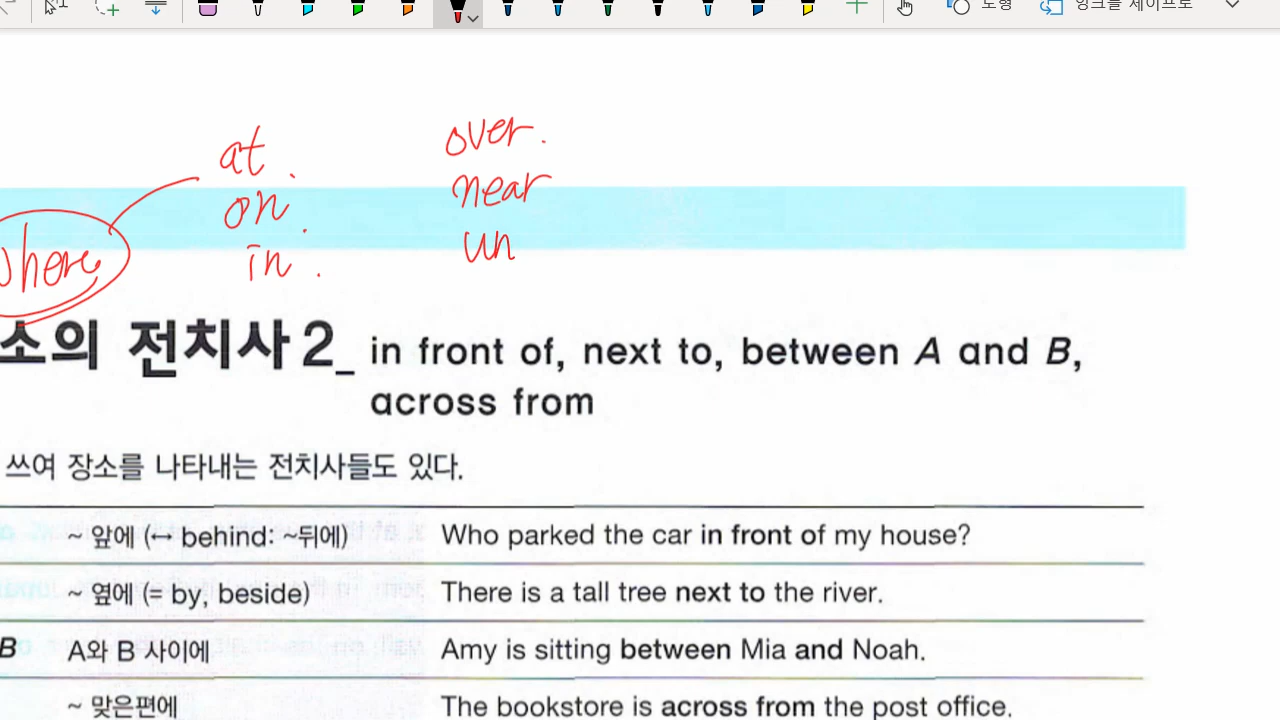 도형
잉크를 셰이프로
at.
on.
in.
over.
near
un
where
소의 전치사 2_ in front of, next to, between A and B,
across from
쓰여 장소를 나타내는 전치사들도 있다.
~ 앞에 (↔ behind: ~뒤에) Who parked the car in front of my house?
~ 옆에 (= by, beside) There is a tall tree next to the river.
B A와 B 사이에 Amy is sitting between Mia and Noah.
~ 맞은편에 The bookstore is across from the post office.